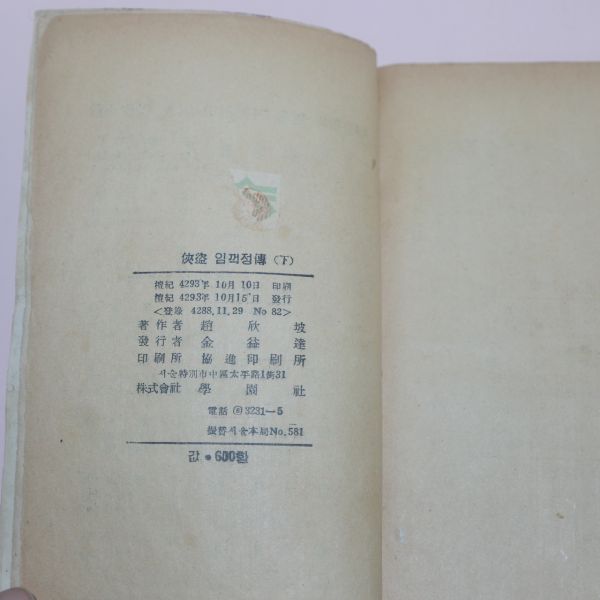 俠盜 임꺽정傳 (下)
檀紀 4293年 10月 10日 印刷
檀紀 4293年 10月 15日 發行
<登錄 4288.11.29 No 82>
著作者 趙欣坡
發行者 金益達
印刷所 協進印刷所
서울特別市中區太平路1街31
株式會社 學園社
電話 ③3231—5
振替서울本局No.581
값 • 600환